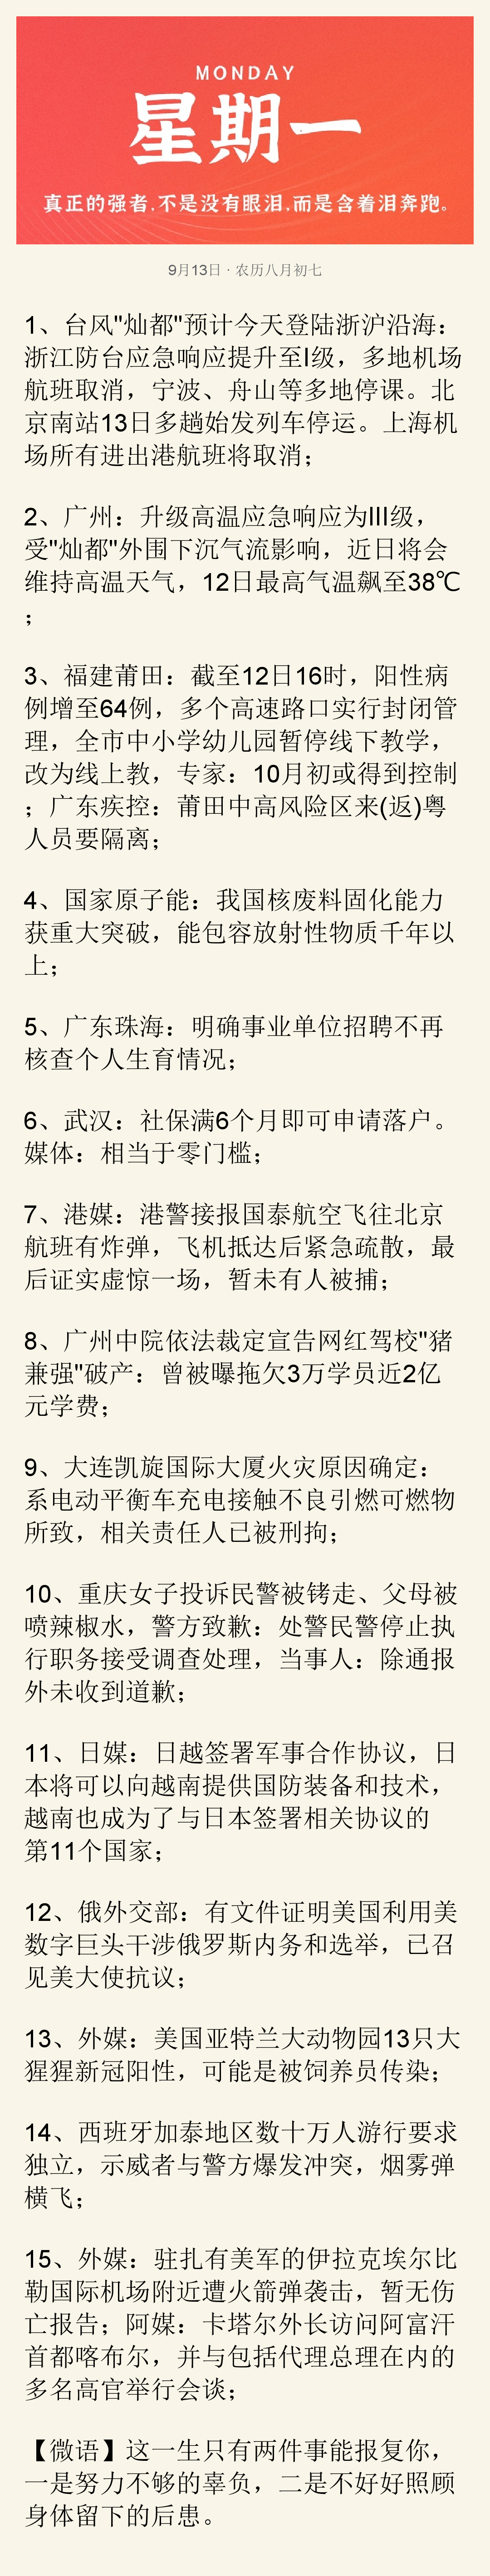 MONDAY
星期一
真正的强者,不是没有眼泪,而是含着泪奔跑。
9月13日 · 农历八月初七
1、台风"灿都"预计今天登陆浙沪沿海：
浙江防台应急响应提升至I级，多地机场
航班取消，宁波、舟山等多地停课。北
京南站13日多趟始发列车停运。上海机
场所有进出港航班将取消；
2、广州：升级高温应急响应为III级，
受"灿都"外围下沉气流影响，近日将会
维持高温天气，12日最高气温飙至38℃
；
3、福建莆田：截至12日16时，阳性病
例增至64例，多个高速路口实行封闭管
理，全市中小学幼儿园暂停线下教学，
改为线上教，专家：10月初或得到控制
；广东疾控：莆田中高风险区来(返)粤
人员要隔离；
4、国家原子能：我国核废料固化能力
获重大突破，能包容放射性物质千年以
上；
5、广东珠海：明确事业单位招聘不再
核查个人生育情况；
6、武汉：社保满6个月即可申请落户。
媒体：相当于零门槛；
7、港媒：港警接报国泰航空飞往北京
航班有炸弹，飞机抵达后紧急疏散，最
后证实虚惊一场，暂未有人被捕；
8、广州中院依法裁定宣告网红驾校"猪
兼强"破产：曾被曝拖欠3万学员近2亿
元学费；
9、大连凯旋国际大厦火灾原因确定：
系电动平衡车充电接触不良引燃可燃物
所致，相关责任人已被刑拘；
10、重庆女子投诉民警被铐走、父母被
喷辣椒水，警方致歉：处警民警停止执
行职务接受调查处理，当事人：除通报
外未收到道歉；
11、日媒：日越签署军事合作协议，日
本将可以向越南提供国防装备和技术，
越南也成为了与日本签署相关协议的
第11个国家；
12、俄外交部：有文件证明美国利用美
数字巨头干涉俄罗斯内务和选举，已召
见美大使抗议；
13、外媒：美国亚特兰大动物园13只大
猩猩新冠阳性，可能是被饲养员传染；
14、西班牙加泰地区数十万人游行要求
独立，示威者与警方爆发冲突，烟雾弹
横飞；
15、外媒：驻扎有美军的伊拉克埃尔比
勒国际机场附近遭火箭弹袭击，暂无伤
亡报告；阿媒：卡塔尔外长访问阿富汗
首都喀布尔，并与包括代理总理在内的
多名高官举行会谈；
【微语】这一生只有两件事能报复你，
一是努力不够的辜负，二是不好好照顾
身体留下的后患。